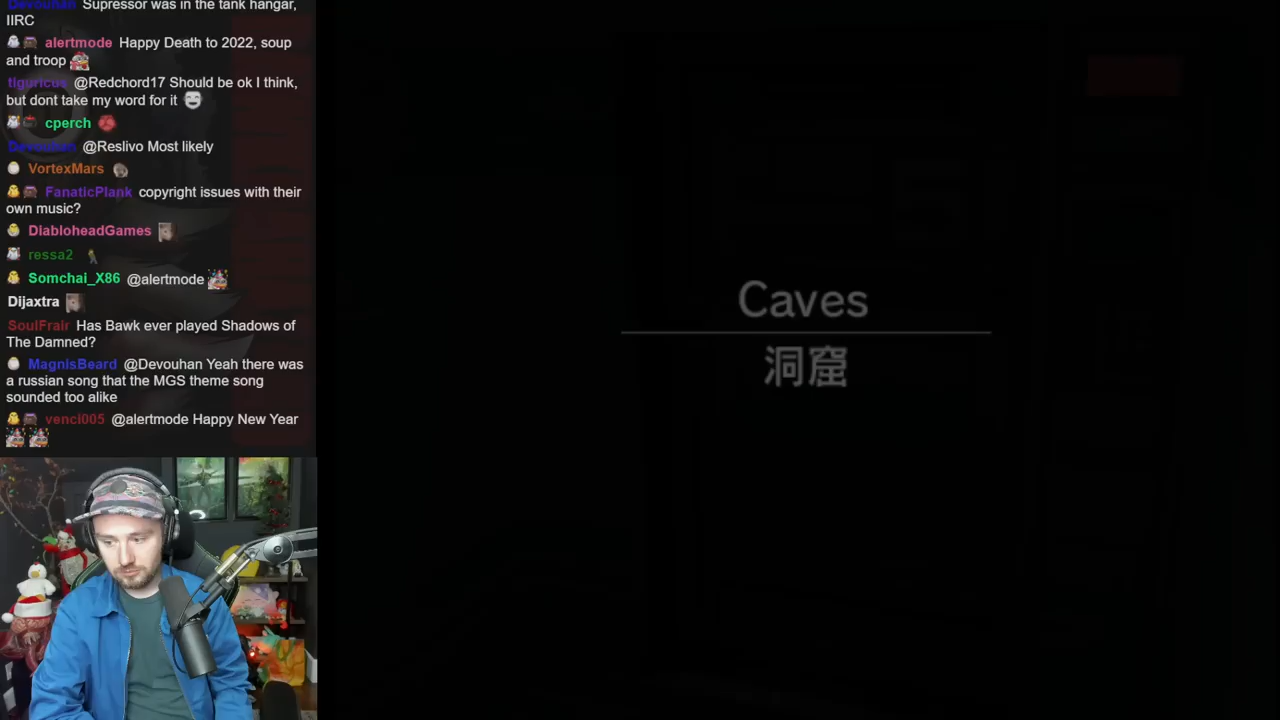 Devouhan Supressor was in the tank hangar,
IIRC
alertmode Happy Death to 2022, soup
and troop
tiguricus @Redchord17 Should be ok I think,
but dont take my word for it
cperch
Devouhan @Reslivo Most likely
VortexMars
FanaticPlank copyright issues with their
own music?
DiabloheadGames
ressa2
Somchai_X86 @alertmode
Dijaxtra
SoulFrair Has Bawk ever played Shadows of
The Damned?
MagnIsBeard @Devouhan Yeah there was
a russian song that the MGS theme song
sounded too alike
venci005 @alertmode Happy New Year
Caves
洞窟